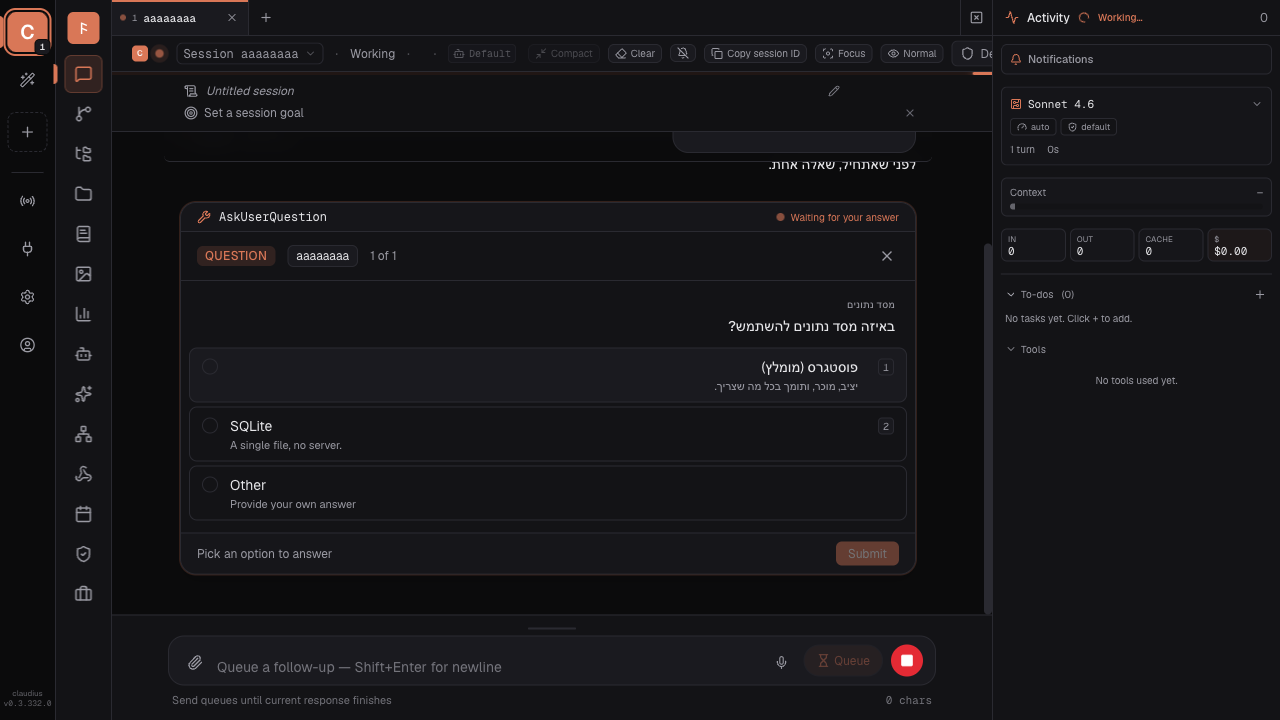 C
1
1 aaaaaaaa
C
Session aaaaaaaa
·
Working
·
·
Default
Compact
Clear
Copy session ID
Focus
Normal
De
Untitled session
Set a session goal
לפני שאתחיל, שאלה אחת.
AskUserQuestion
Waiting for your answer
QUESTION
aaaaaaaa
1 of 1
מסד נתונים
באיזה מסד נתונים להשתמש?
פוסטגרס (מומלץ)
1
יציב, מוכר, ותומך בכל מה שצריך.
SQLite
2
A single file, no server.
Other
Provide your own answer
Pick an option to answer
Submit
Queue a follow-up — Shift+Enter for newline
Queue
Send queues until current response finishes
0 chars
claudius
v0.3.332.0
Activity
Working…
0
Notifications
Sonnet 4.6
auto
default
1 turn 0s
Context
–
IN
0
OUT
0
CACHE
0
$
$0.00
To-dos (0)
No tasks yet. Click + to add.
Tools
No tools used yet.